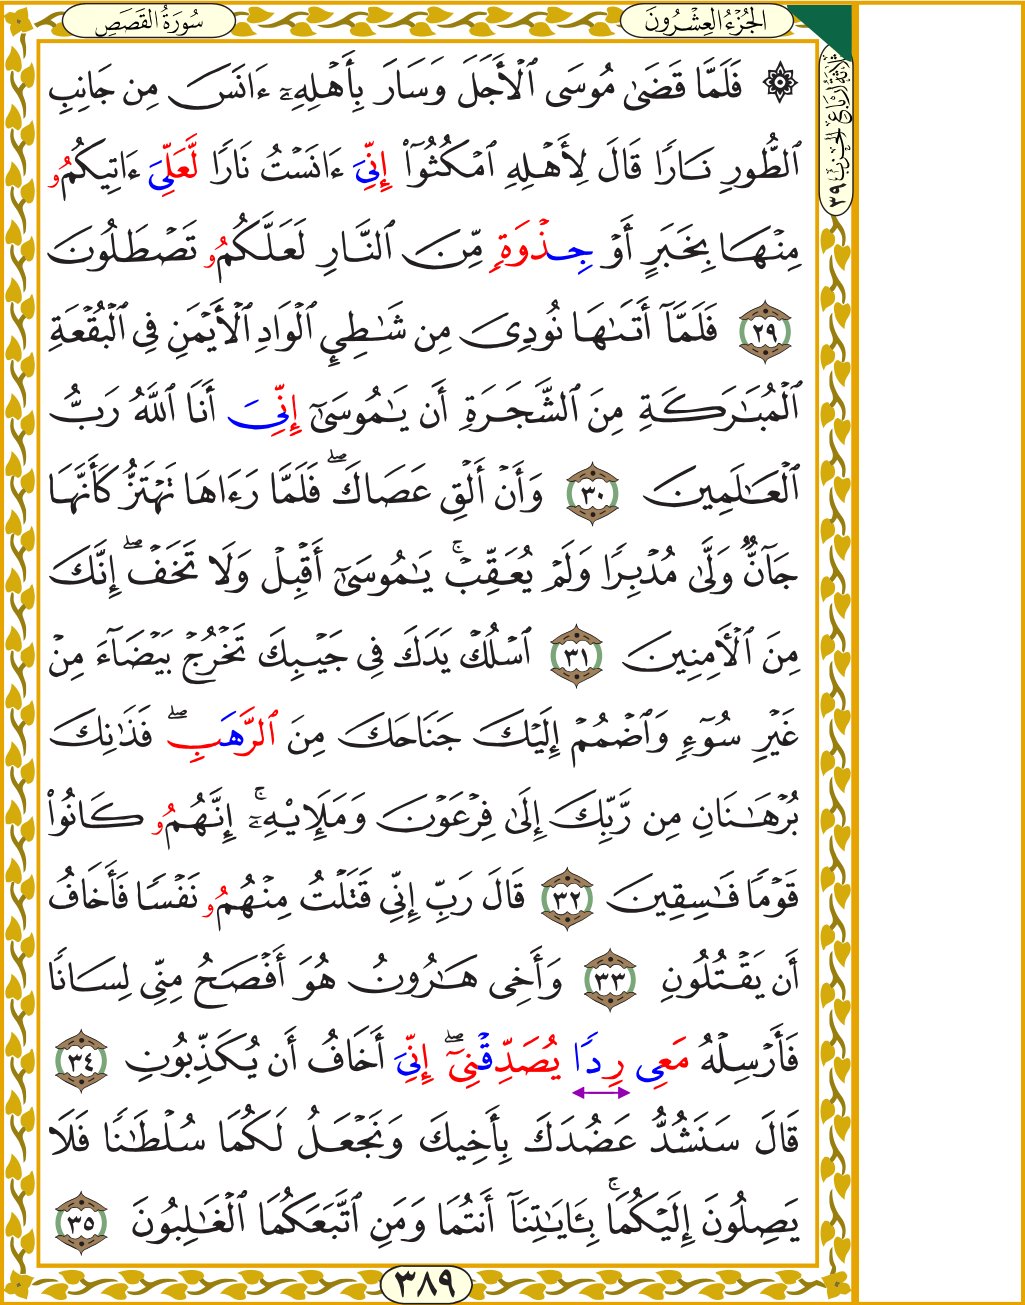 سُورَةُ القَصَصِ
الجُزْءُ العِشْرُونَ
ثَلَاثَةُ أَرْبَاعِ الحِزْبِ ٣٩
۞ فَلَمَّا قَضَىٰ مُوسَى ٱلْأَجَلَ وَسَارَ بِأَهْلِهِۦٓ ءَانَسَ مِن جَانِبِ
ٱلطُّورِ نَارًا قَالَ لِأَهْلِهِ ٱمْكُثُوٓا۟ إِنِّيَ ءَانَسْتُ نَارًا لَّعَلِّيَ ءَاتِيكُمُۥ
مِنْهَا بِخَبَرٍ أَوْ جِذْوَةٍ مِّنَ ٱلنَّارِ لَعَلَّكُمُۥ تَصْطَلُونَ
٢٩ فَلَمَّآ أَتَىٰهَا نُودِىَ مِن شَٰطِئِ ٱلْوَادِ ٱلْأَيْمَنِ فِى ٱلْبُقْعَةِ
ٱلْمُبَٰرَكَةِ مِنَ ٱلشَّجَرَةِ أَن يَٰمُوسَىٰٓ إِنِّيَ أَنَا ٱللَّهُ رَبُّ
ٱلْعَٰلَمِينَ ٣٠ وَأَنْ أَلْقِ عَصَاكَۖ فَلَمَّا رَءَاهَا تَهْتَزُّ كَأَنَّهَا
جَآنٌّ وَلَّىٰ مُدْبِرًا وَلَمْ يُعَقِّبْۚ يَٰمُوسَىٰٓ أَقْبِلْ وَلَا تَخَفْۖ إِنَّكَ
مِنَ ٱلْأَمِنِينَ ٣١ ٱسْلُكْ يَدَكَ فِى جَيْبِكَ تَخْرُجْ بَيْضَآءَ مِنْ
غَيْرِ سُوٓءٍ وَٱضْمُمْ إِلَيْكَ جَنَاحَكَ مِنَ ٱلرَّهَبِۖ فَذَٰنِكَ
بُرْهَٰنَانِ مِن رَّبِّكَ إِلَىٰ فِرْعَوْنَ وَمَلَإِي۟هِۦٓۚ إِنَّهُمُۥ كَانُوا۟
قَوْمًا فَٰسِقِينَ ٣٢ قَالَ رَبِّ إِنِّى قَتَلْتُ مِنْهُمُۥ نَفْسًا فَأَخَافُ
أَن يَقْتُلُونِ ٣٣ وَأَخِى هَٰرُونُ هُوَ أَفْصَحُ مِنِّى لِسَانًا
فَأَرْسِلْهُ مَعِى رِدًا يُصَدِّقْنِىٓۖ إِنِّيَ أَخَافُ أَن يُكَذِّبُونِ ٣٤
قَالَ سَنَشُدُّ عَضُدَكَ بِأَخِيكَ وَنَجْعَلُ لَكُمَا سُلْطَٰنًا فَلَا
يَصِلُونَ إِلَيْكُمَاۚ بِـَٔايَٰتِنَآ أَنتُمَا وَمَنِ ٱتَّبَعَكُمَا ٱلْغَٰلِبُونَ ٣٥
٣٨٩